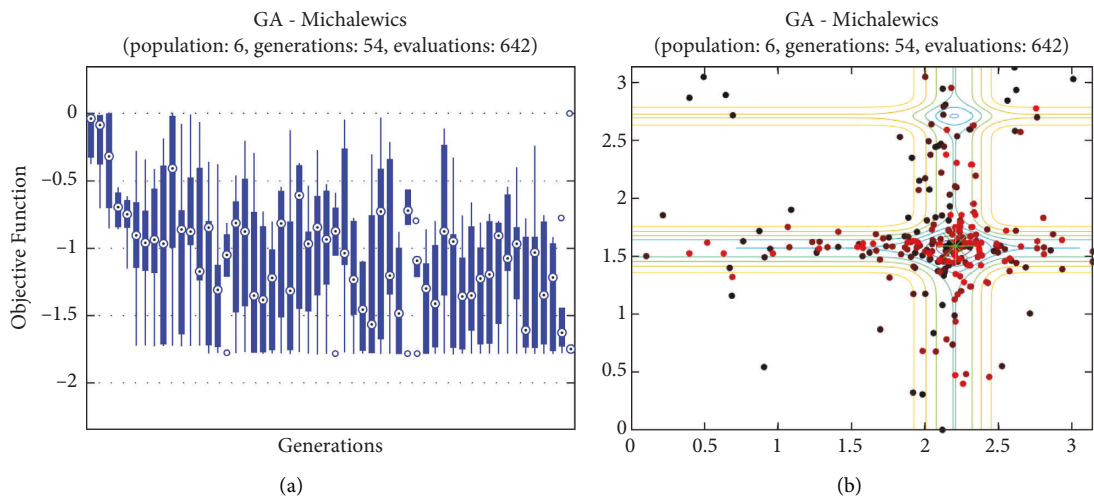 GA - Michalewics
(population: 6, generations: 54, evaluations: 642)
Objective Function
0
−0.5
−1.0
−1.5
−2
Generations
(a)
GA - Michalewics
(population: 6, generations: 54, evaluations: 642)
3
2.5
2
1.5
1
0.5
0
0
0.5
1
1.5
2
2.5
3
(b)